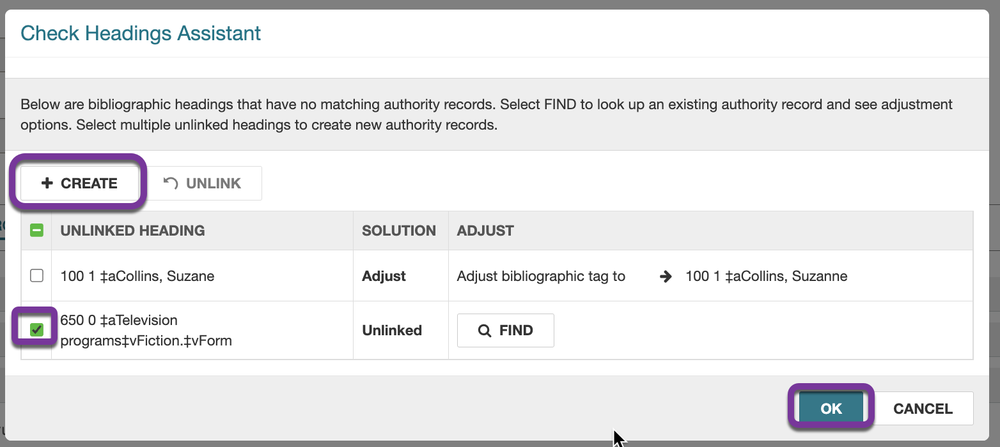 Check Headings Assistant
Below are bibliographic headings that have no matching authority records. Select FIND to look up an existing authority record and see adjustment
options. Select multiple unlinked headings to create new authority records.
CREATE UNLINK
UNLINKED HEADING SOLUTION ADJUST
100 1 ‡aCollins, Suzane Adjust Adjust bibliographic tag to → 100 1 ‡aCollins, Suzanne
650 0 ‡aTelevision
programs‡vFiction.‡vForm Unlinked FIND
OK CANCEL